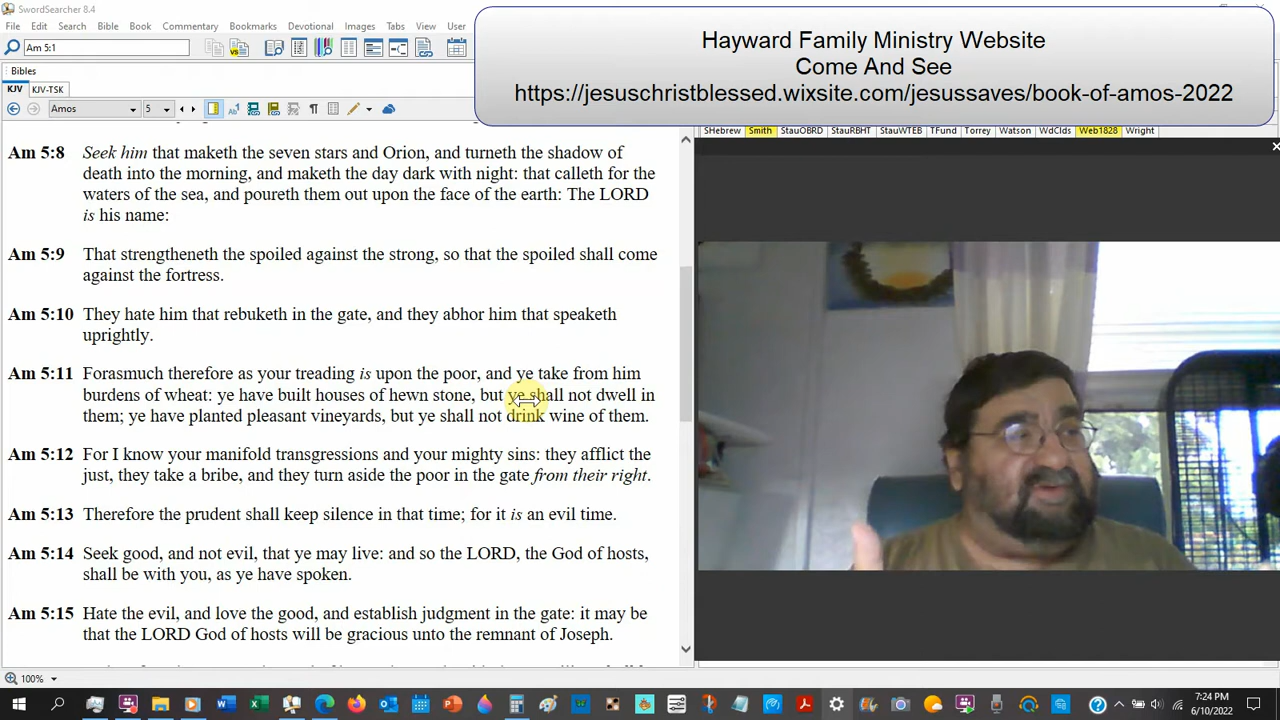 SwordSearcher 8.4
File Edit Search Bible Book Commentary Bookmarks Devotional Images Tabs View User
Hayward Family Ministry Website
Come And See
https://jesuschristblessed.wixsite.com/jesussaves/book-of-amos-2022
Am 5:1
Bibles
KJV KJV-TSK
Amos 5
SHebrew Smith StauOBRD StauRBHT StauWTEB TFund Torrey Watson WdClds Web1828 Wright
Am 5:8 Seek him that maketh the seven stars and Orion, and turneth the shadow of
death into the morning, and maketh the day dark with night: that calleth for the
waters of the sea, and poureth them out upon the face of the earth: The LORD
is his name:
Am 5:9 That strengtheneth the spoiled against the strong, so that the spoiled shall come
against the fortress.
Am 5:10 They hate him that rebuketh in the gate, and they abhor him that speaketh
uprightly.
Am 5:11 Forasmuch therefore as your treading is upon the poor, and ye take from him
burdens of wheat: ye have built houses of hewn stone, but ye shall not dwell in
them; ye have planted pleasant vineyards, but ye shall not drink wine of them.
Am 5:12 For I know your manifold transgressions and your mighty sins: they afflict the
just, they take a bribe, and they turn aside the poor in the gate from their right.
Am 5:13 Therefore the prudent shall keep silence in that time; for it is an evil time.
Am 5:14 Seek good, and not evil, that ye may live: and so the LORD, the God of hosts,
shall be with you, as ye have spoken.
Am 5:15 Hate the evil, and love the good, and establish judgment in the gate: it may be
that the LORD God of hosts will be gracious unto the remnant of Joseph.
100%
7:24 PM
6/10/2022